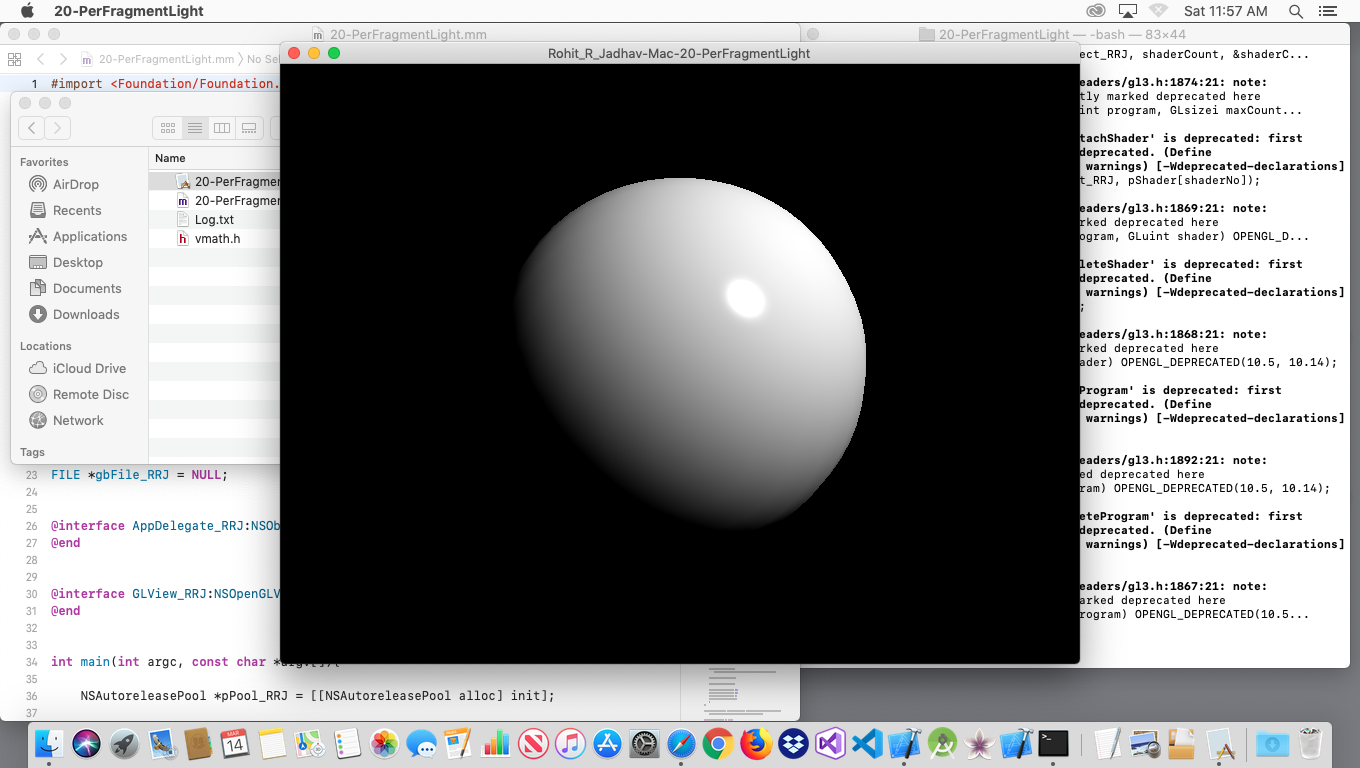 20-PerFragmentLight
Sat 11:57 AM
20-PerFragmentLight.mm
20-PerFragmentLight.mm
No Sel
1 #import <Foundation/Foundation.
Favorites
AirDrop
Recents
Applications
Desktop
Documents
Downloads
Locations
iCloud Drive
Remote Disc
Network
Tags
Name
20-PerFragmen
20-PerFragmen
Log.txt
vmath.h
23 FILE *gbFile_RRJ = NULL;
24
25
26 @interface AppDelegate_RRJ:NSOb
27 @end
28
29
30 @interface GLView_RRJ:NSOpenGLV
31 @end
32
33
34 int main(int argc, const char *
35
36 NSAutoreleasePool *pPool_RRJ = [[NSAutoreleasePool alloc] init];
37
Rohit_R_Jadhav-Mac-20-PerFragmentLight
20-PerFragmentLight — -bash — 83×44
ect_RRJ, shaderCount, &shaderC...
eaders/gl3.h:1874:21: note:
tly marked deprecated here
int program, GLsizei maxCount...
tachShader' is deprecated: first
deprecated. (Define
warnings) [-Wdeprecated-declarations]
t_RRJ, pShader[shaderNo]);
eaders/gl3.h:1869:21: note:
rked deprecated here
ogram, GLuint shader) OPENGL_D...
leteShader' is deprecated: first
deprecated. (Define
warnings) [-Wdeprecated-declarations]
;
eaders/gl3.h:1868:21: note:
rked deprecated here
ader) OPENGL_DEPRECATED(10.5, 10.14);
Program' is deprecated: first
deprecated. (Define
warnings) [-Wdeprecated-declarations]
eaders/gl3.h:1892:21: note:
ed deprecated here
ram) OPENGL_DEPRECATED(10.5, 10.14);
eteProgram' is deprecated: first
deprecated. (Define
warnings) [-Wdeprecated-declarations]
eaders/gl3.h:1867:21: note:
arked deprecated here
rogram) OPENGL_DEPRECATED(10.5...
MAR
14